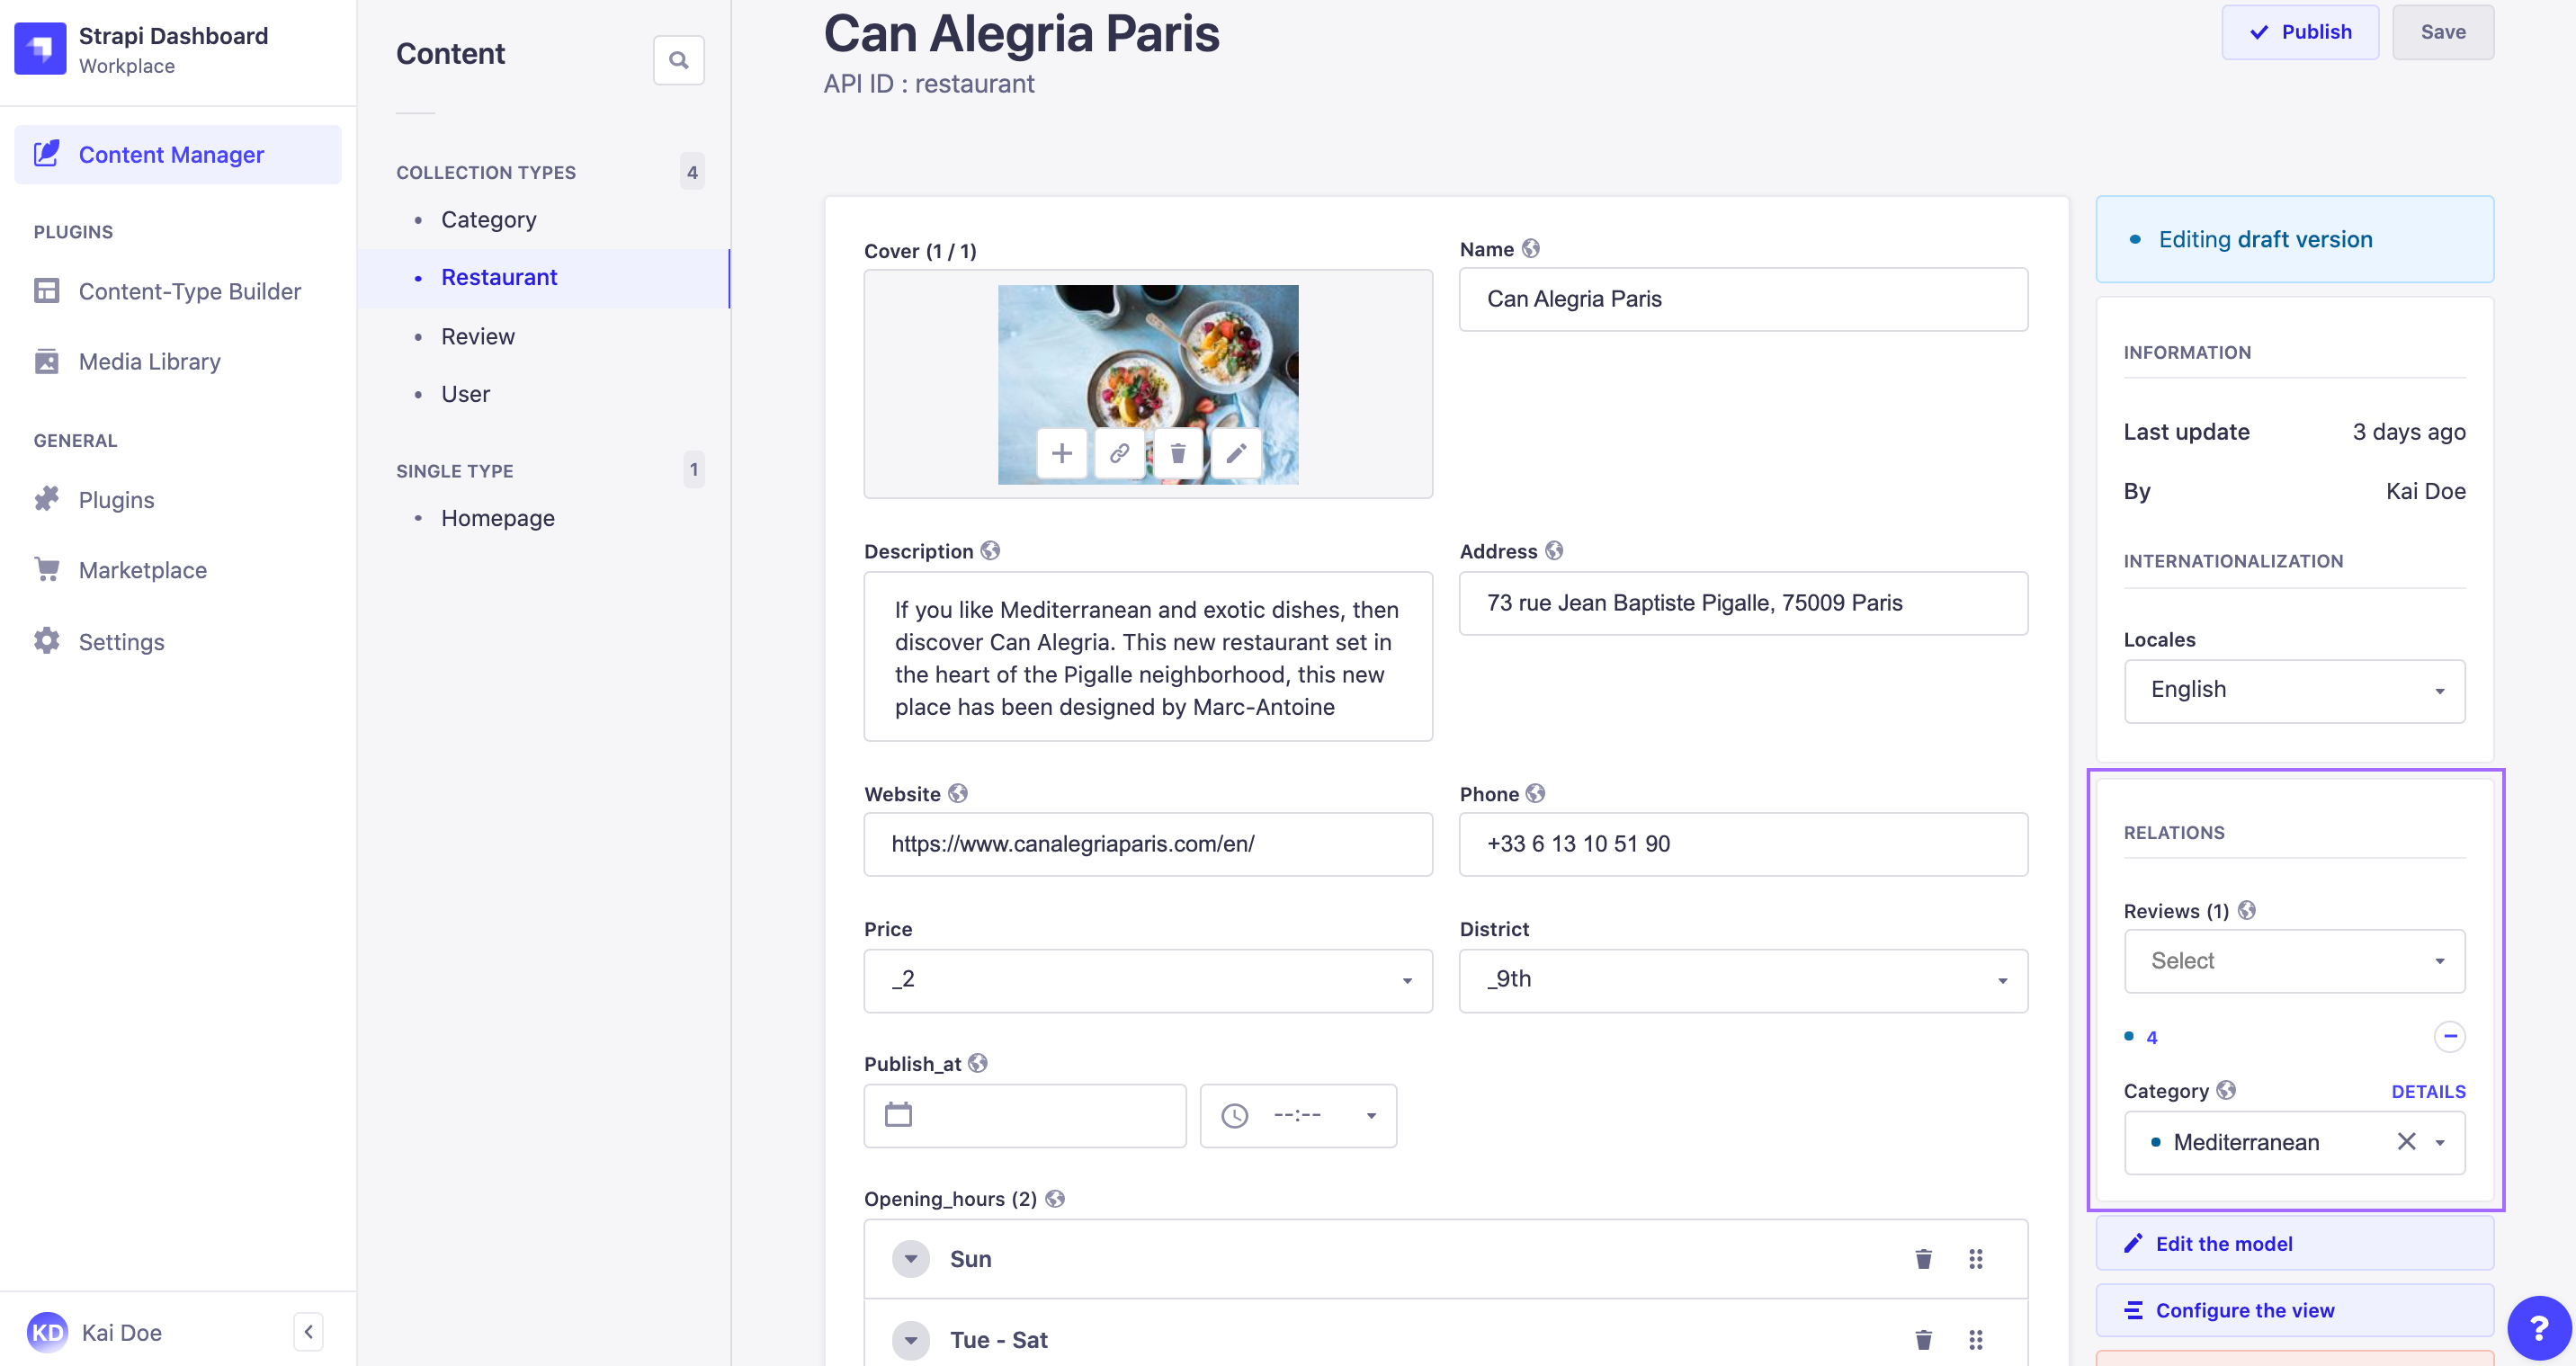 Strapi Dashboard
Workplace
Content Manager
PLUGINS
Content-Type Builder
Media Library
GENERAL
Plugins
Marketplace
Settings
KD Kai Doe
Content
COLLECTION TYPES 4
Category
Restaurant
Review
User
SINGLE TYPE 1
Homepage
Can Alegria Paris
API ID : restaurant
Publish
Save
Cover (1 / 1)
Name
Can Alegria Paris
Description
If you like Mediterranean and exotic dishes, then
discover Can Alegria. This new restaurant set in
the heart of the Pigalle neighborhood, this new
place has been designed by Marc-Antoine
Address
73 rue Jean Baptiste Pigalle, 75009 Paris
Website
https://www.canalegriaparis.com/en/
Phone
+33 6 13 10 51 90
Price
_2
District
_9th
Publish_at
--:--
Opening_hours (2)
Sun
Tue - Sat
Editing draft version
INFORMATION
Last update 3 days ago
By Kai Doe
INTERNATIONALIZATION
Locales
English
RELATIONS
Reviews (1)
Select
4
Category DETAILS
Mediterranean
Edit the model
Configure the view
?